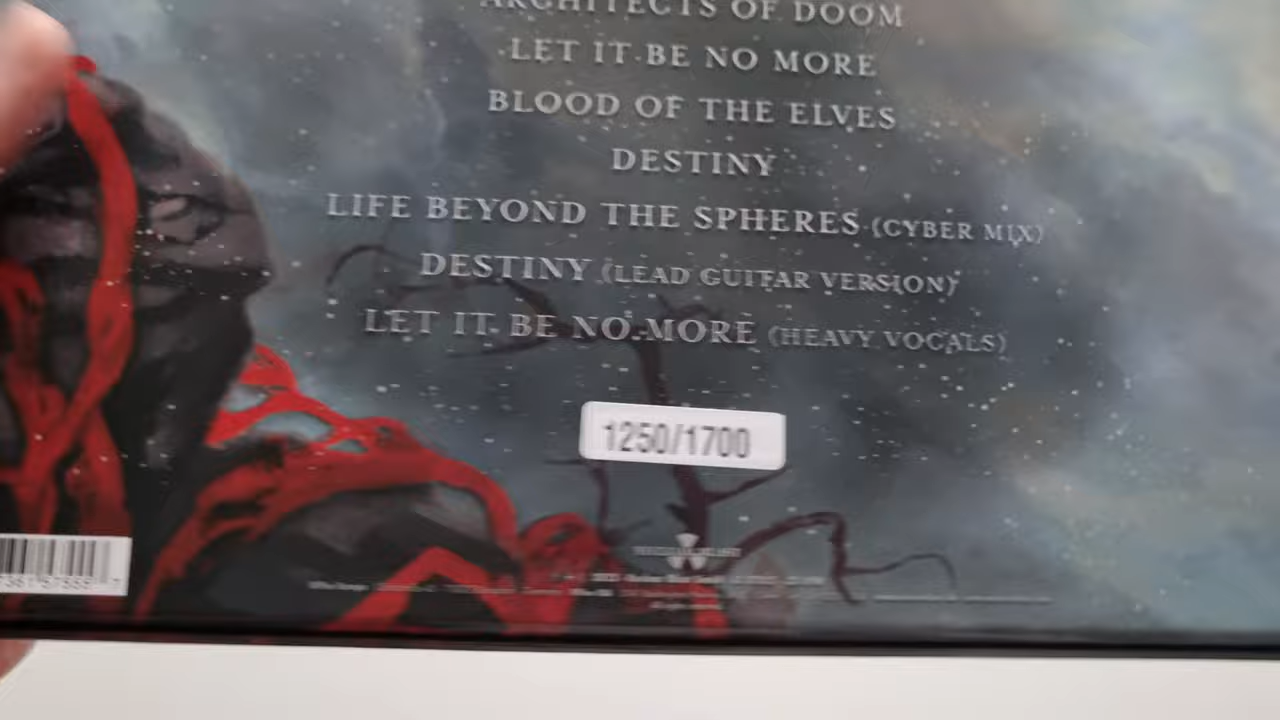 ARCHITECTS OF DOOM
LET IT BE NO MORE
BLOOD OF THE ELVES
DESTINY
LIFE BEYOND THE SPHERES (CYBER MIX)
DESTINY (LEAD GUITAR VERSION)
LET IT BE NO MORE (HEAVY VOCALS)
1250/1700